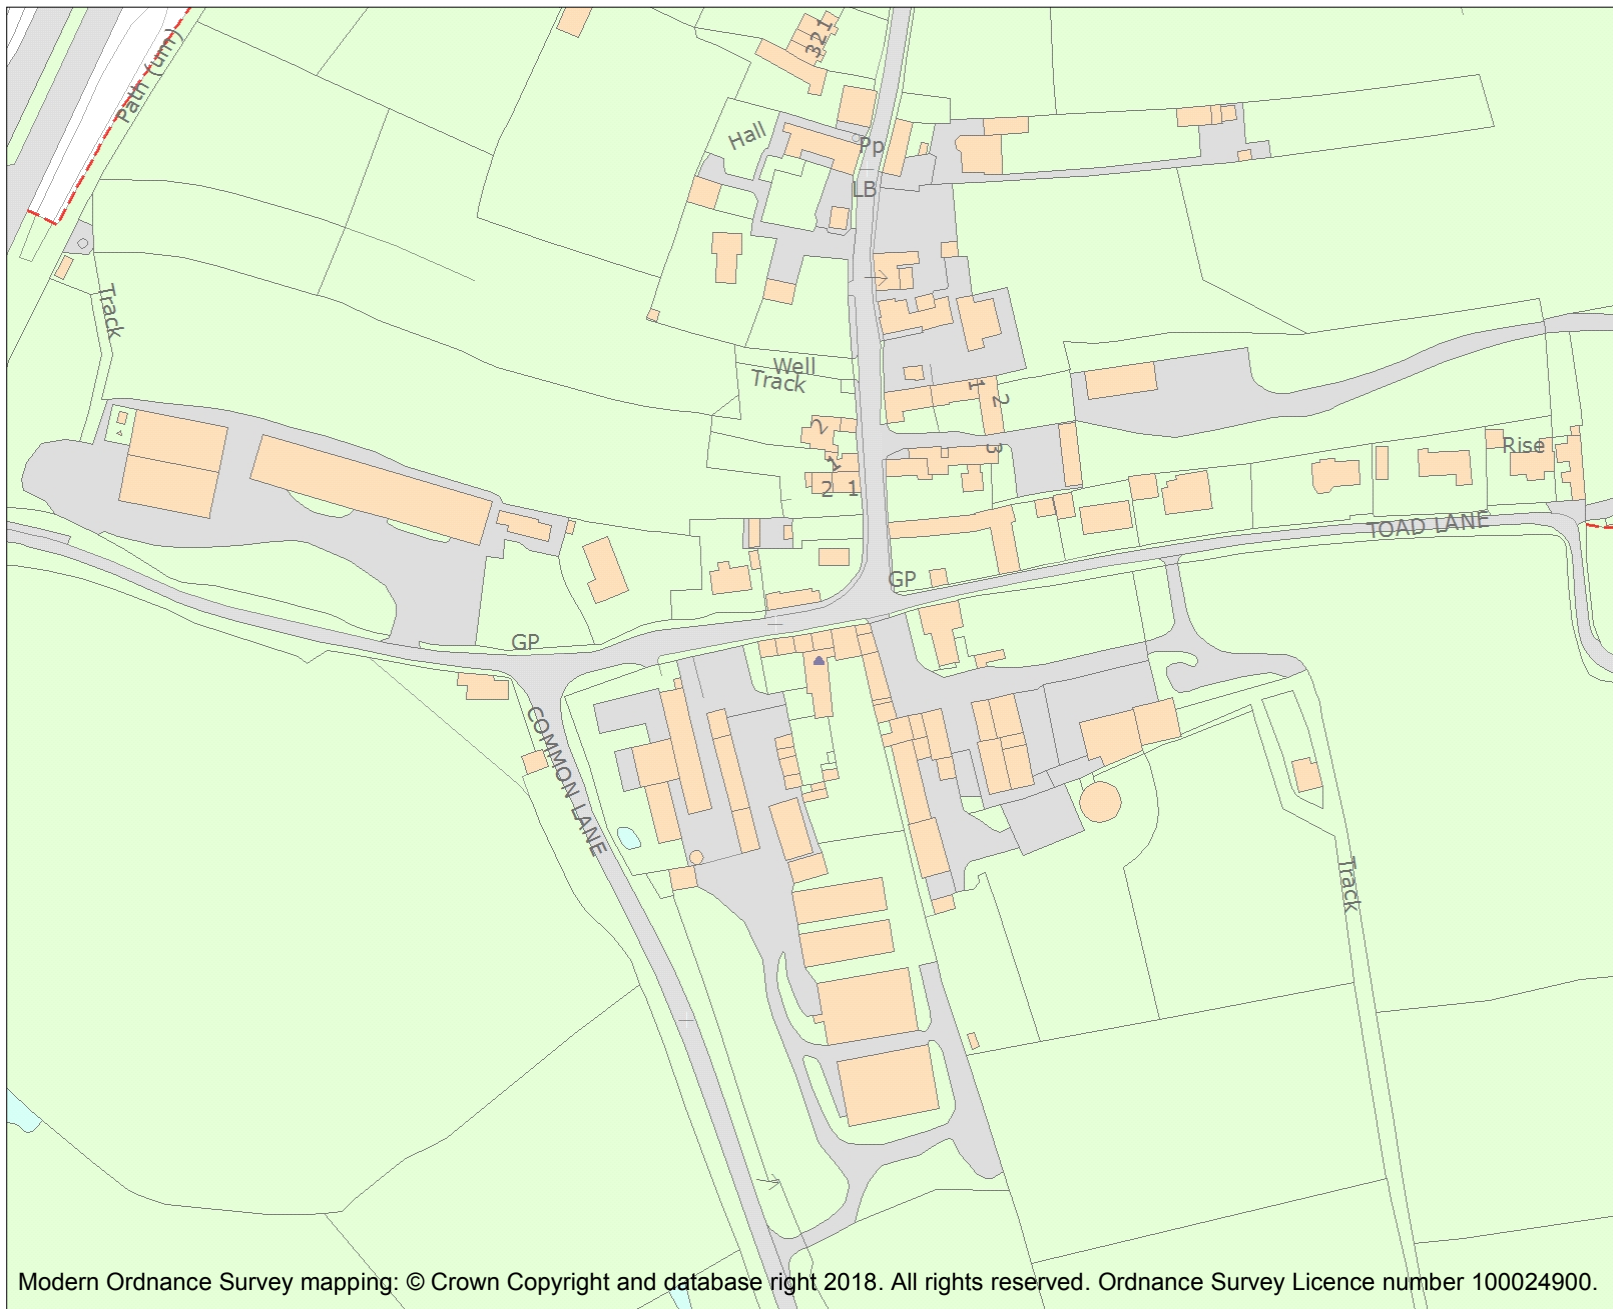 321
Path (um)
Hall
Pp
LB
Track
Well
Track
1
2
2
3
1
Rise
2 1
TOAD LANE
GP
GP
COMMON LANE
Track
Modern Ordnance Survey mapping: © Crown Copyright and database right 2018. All rights reserved. Ordnance Survey Licence number 100024900.